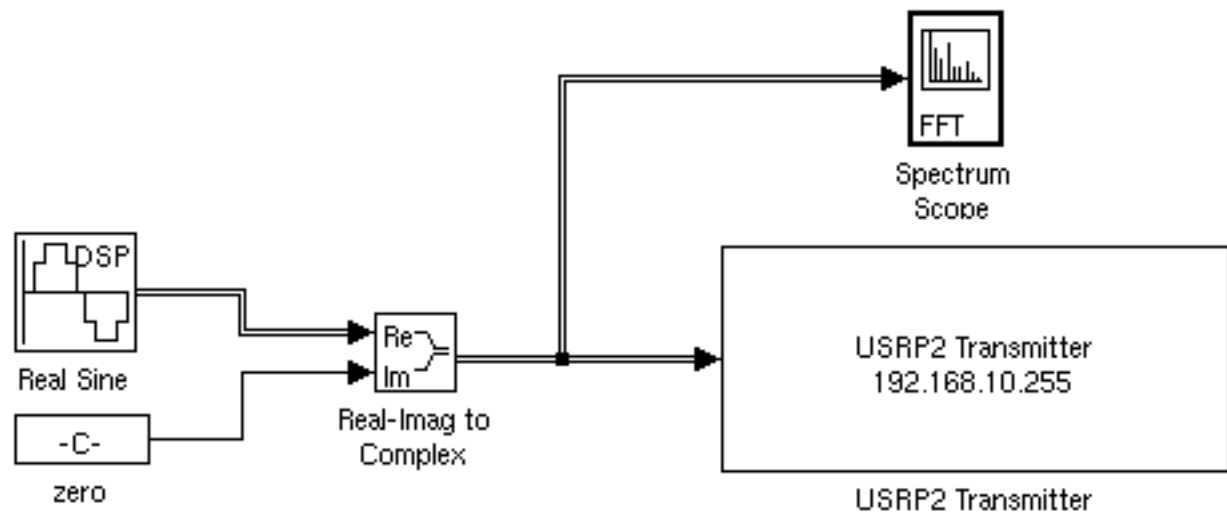 FFT
Spectrum
Scope
DSP
Real Sine
-C-
zero
Re
Im
Real-Imag to
Complex
USRP2 Transmitter
192.168.10.255
USRP2 Transmitter